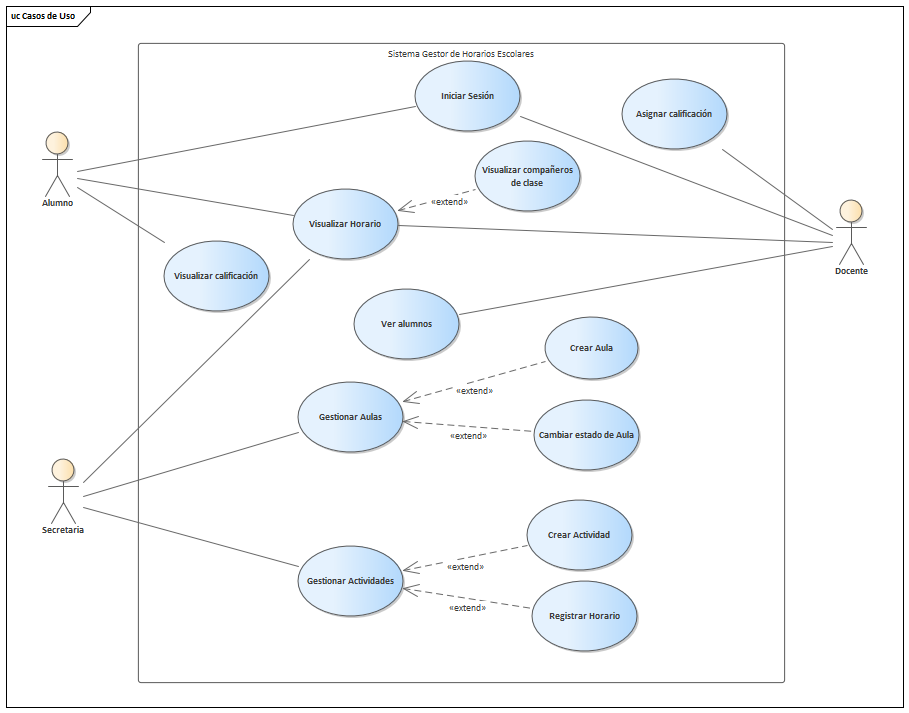 uc Casos de Uso
Sistema Gestor de Horarios Escolares
Iniciar Sesión
Asignar calificación
Alumno
Visualizar compañeros
de clase
«extend»
Visualizar Horario
Docente
Visualizar calificación
Ver alumnos
Crear Aula
«extend»
Gestionar Aulas
Cambiar estado de Aula
«extend»
Secretaria
Crear Actividad
«extend»
Gestionar Actividades
«extend»
Registrar Horario